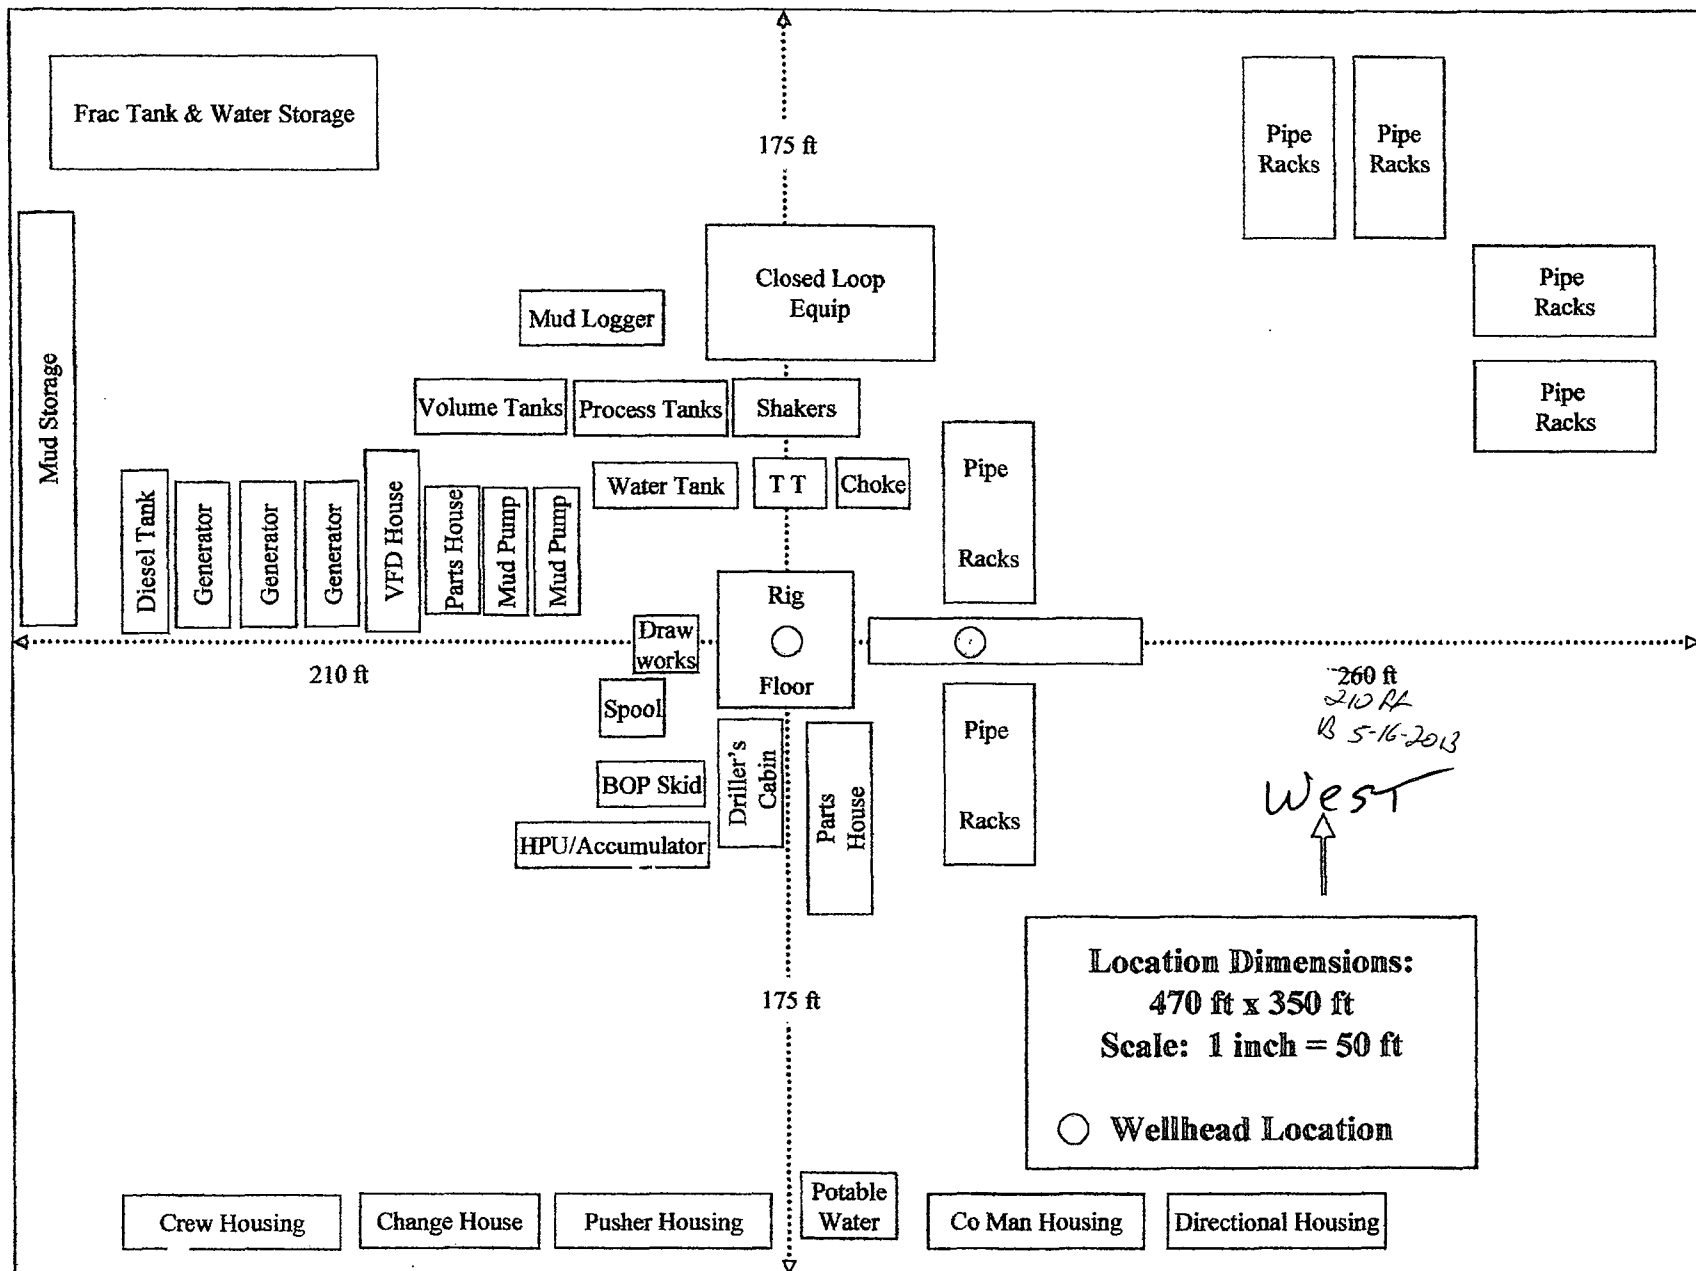 Frac Tank & Water Storage
175 ft
Pipe
Racks
Pipe
Racks
Closed Loop
Equip
Pipe
Racks
Mud Logger
Pipe
Racks
Mud Storage
Volume Tanks
Process Tanks
Shakers
Diesel Tank
Generator
Generator
Generator
VFD House
Parts House
Mud Pump
Mud Pump
Water Tank
T T
Choke
Pipe
Racks
Rig
Floor
Draw
works
210 ft
260 ft
210
5-16-2013
West
Spool
BOP Skid
HPU/Accumulator
Driller's
Cabin
Parts
House
Pipe
Racks
Location Dimensions:
470 ft x 350 ft
Scale: 1 inch = 50 ft
Wellhead Location
175 ft
Crew Housing
Change House
Pusher Housing
Potable
Water
Co Man Housing
Directional Housing